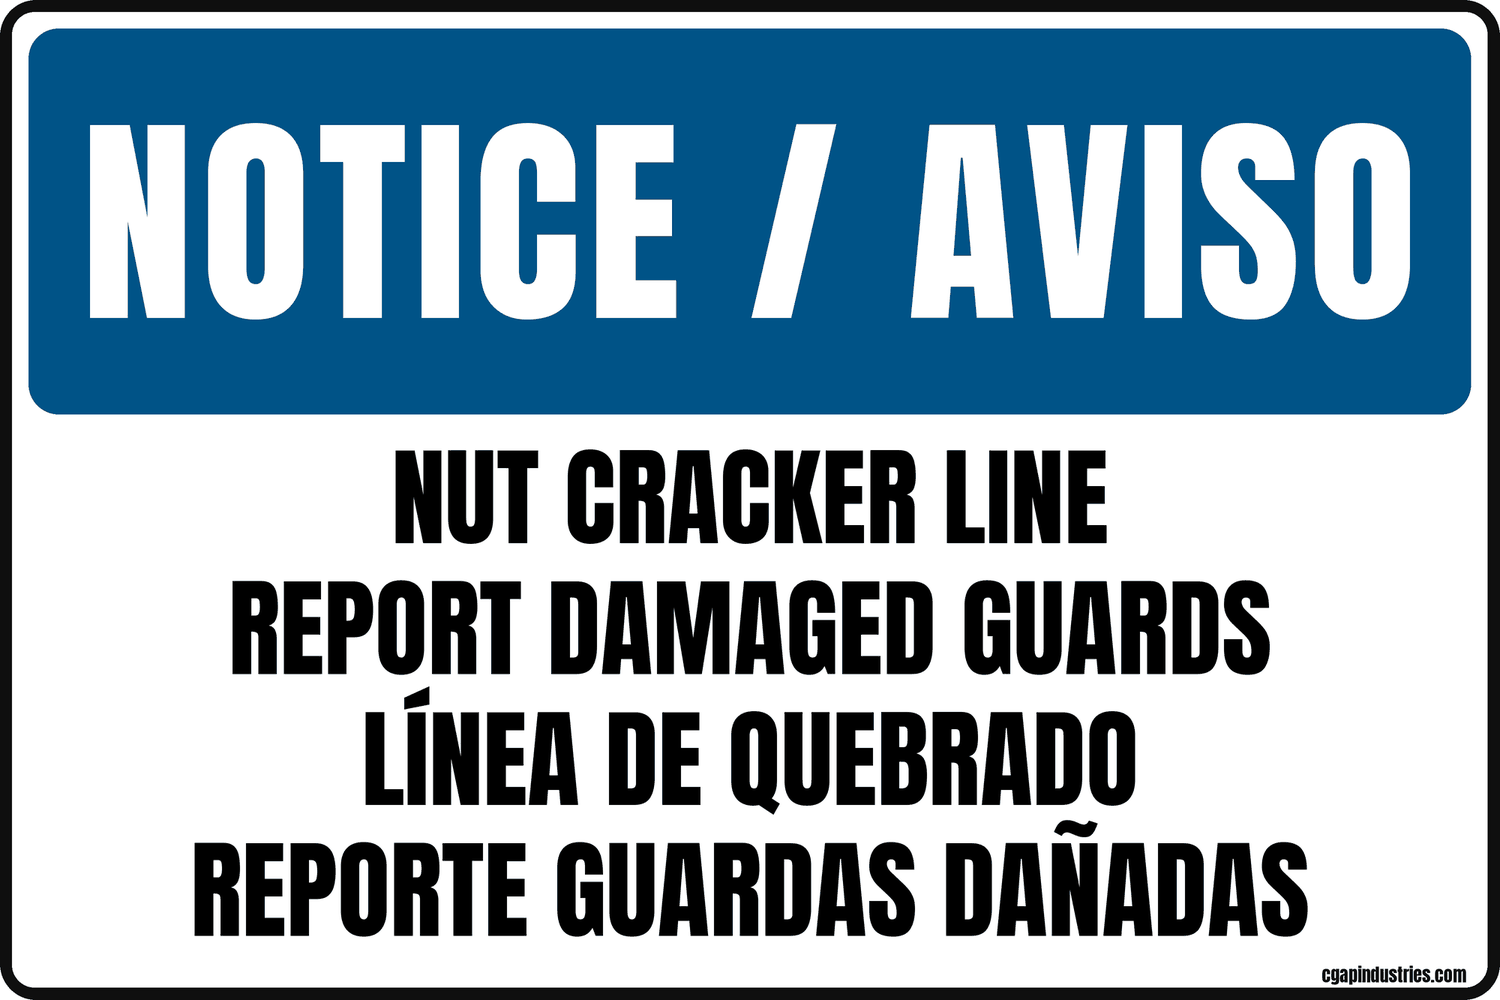 NOTICE / AVISO
NUT CRACKER LINE
REPORT DAMAGED GUARDS
LÍNEA DE QUEBRADO
REPORTE GUARDAS DAÑADAS
cgapindustries.com